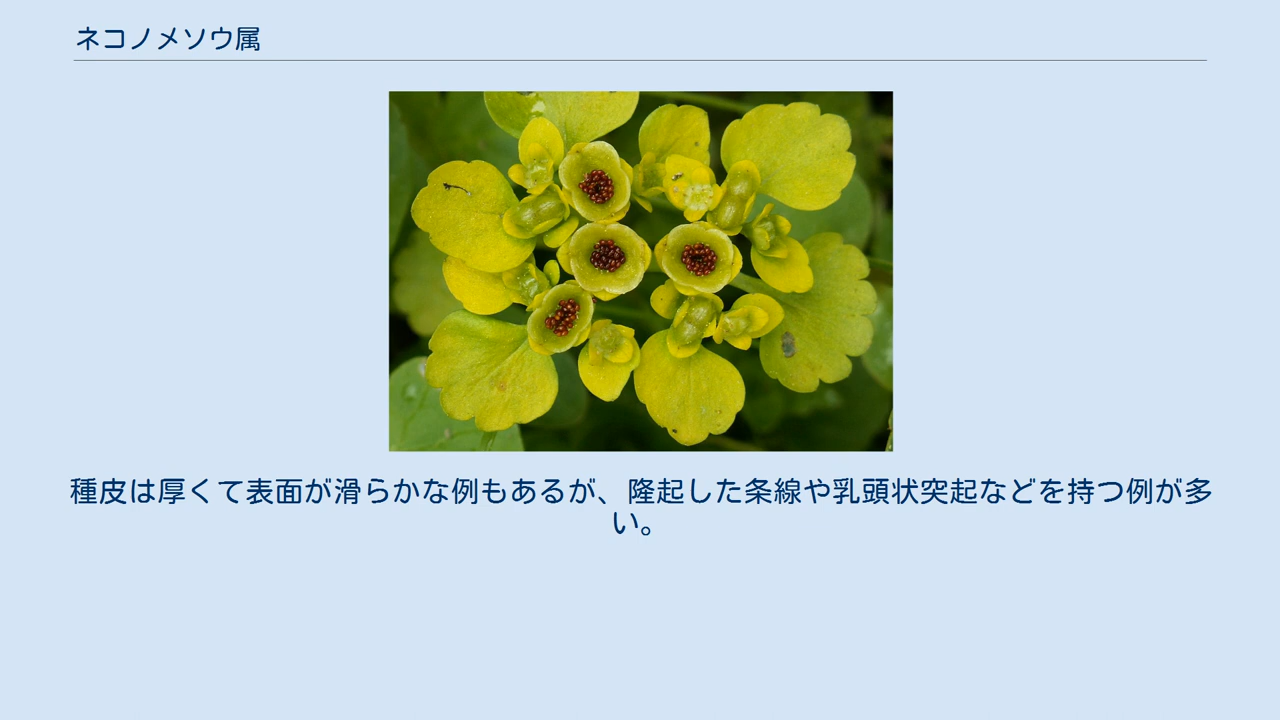 ネコノメソウ属
種皮は厚くて表面が滑らかな例もあるが、隆起した条線や乳頭状突起などを持つ例が多
い。